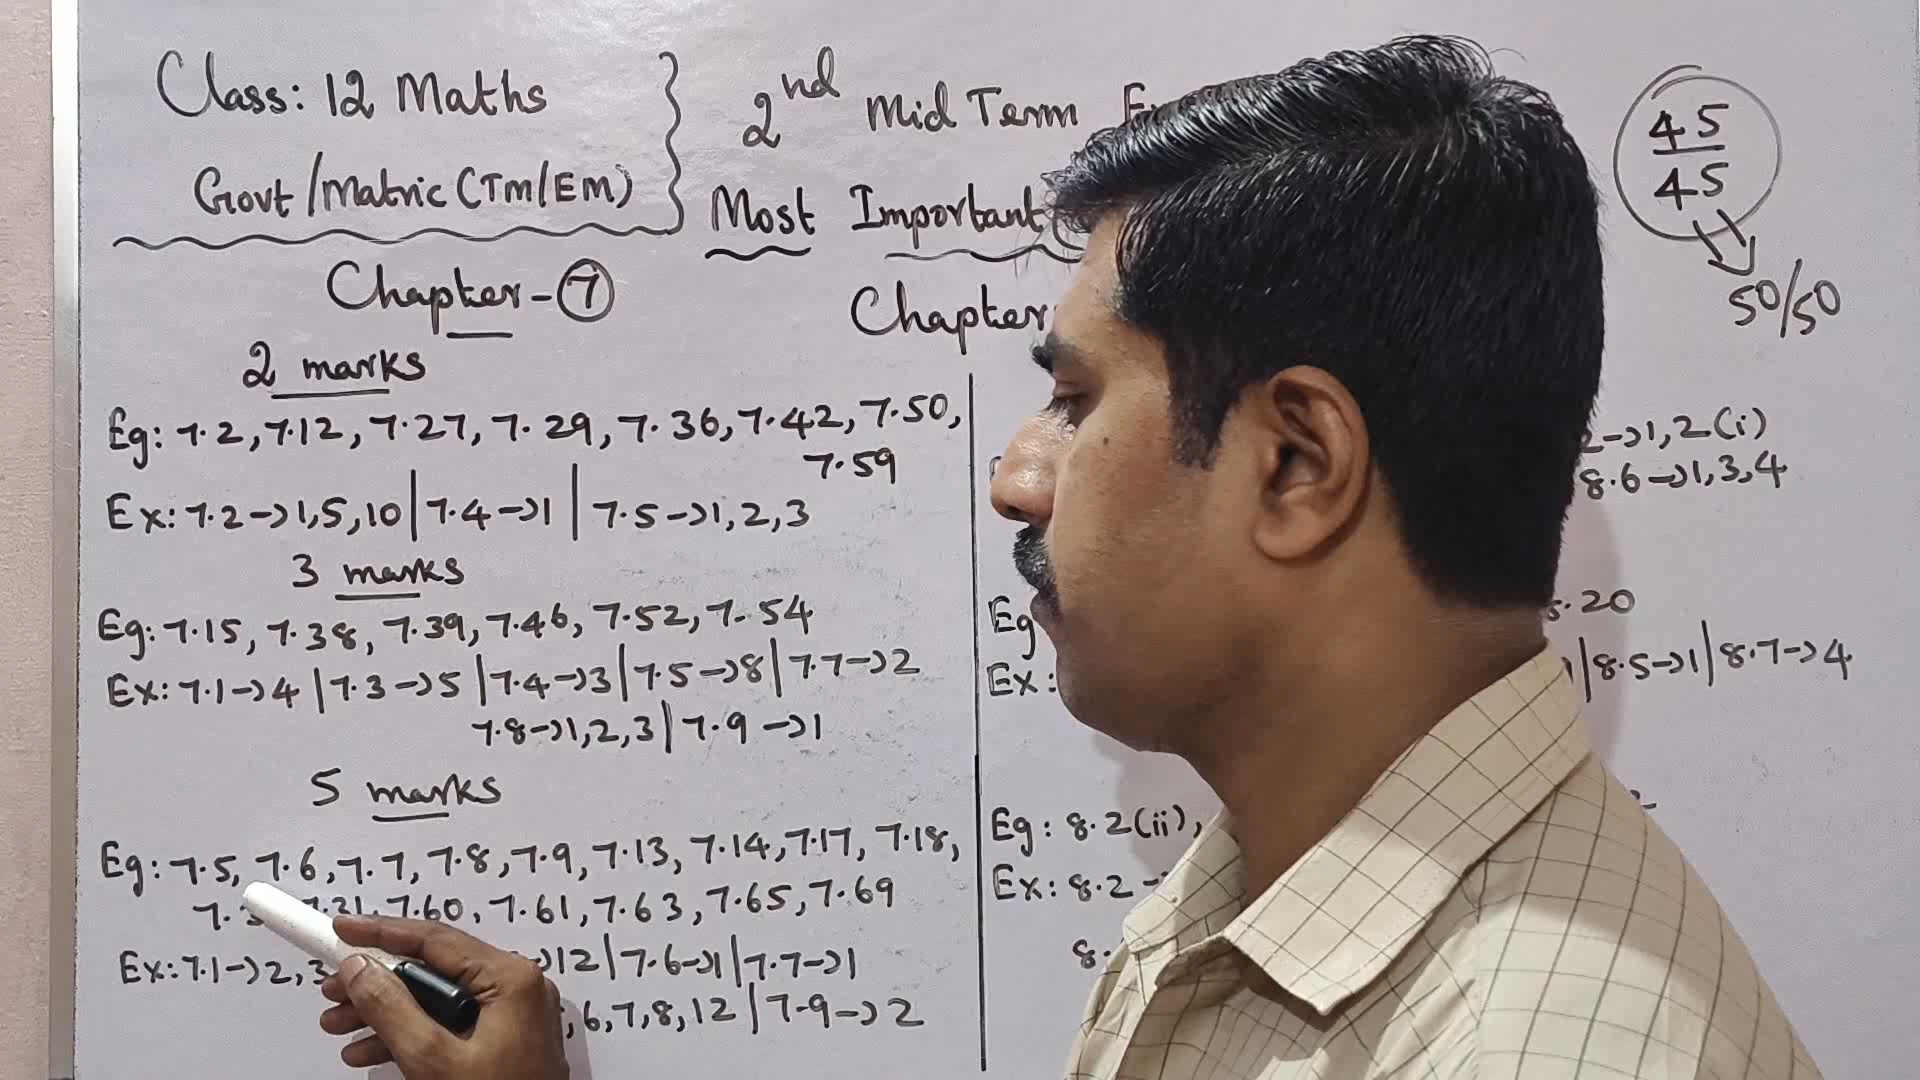 Class: 12 Maths
Govt/Matric (TM/EM)
2nd Mid Term
Most Important
45/45
50/50
Chapter-7
2 marks
Eg: 7.2, 7.12, 7.27, 7.29, 7.36, 7.42, 7.50,
7.59
Ex: 7.2→1,5,10 | 7.4→1 | 7.5→1,2,3
3 marks
Eg: 7.15, 7.38, 7.39, 7.46, 7.52, 7.54
Ex: 7.1→4 | 7.3→5 | 7.4→3 | 7.5→8 | 7.7→2
7.8→1,2,3 | 7.9→1
5 marks
Eg: 7.5, 7.6, 7.7, 7.8, 7.9, 7.13, 7.14, 7.17, 7.18,
7.60, 7.61, 7.63, 7.65, 7.69
Ex: 7.1→2,3 →12 | 7.6→1 | 7.7→1
6,7,8,12 | 7.9→2
Chapter
→1,2(i)
8.6→1,3,4
Eg .20
Ex: | 8.5→1 | 8.7→4
Eg: 8.2(ii),
Ex: 8.2
8.